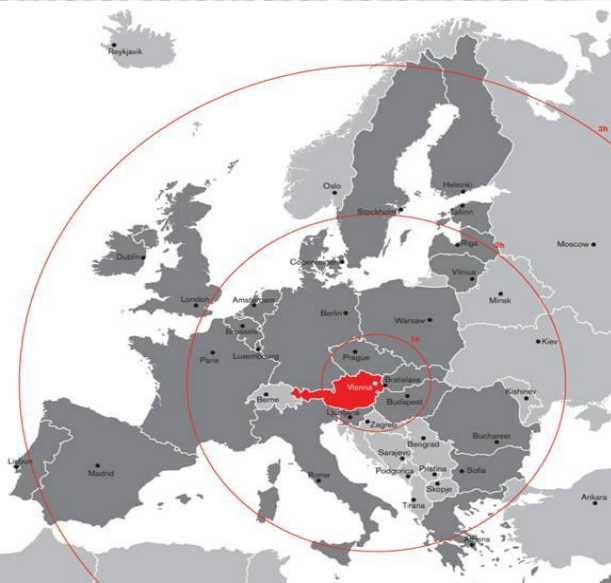 Reykjavik
3h
Oslo
Helsinki
Stockholm
Tallinn
Moscow
Riga
2h
Dublin
Copenhagen
Vilnius
Minsk
London
Amsterdam
Berlin
Warsaw
Brussels
1h
Kiev
Paris
Luxembourg
Prague
Vienna
Bratislava
Berne
Budapest
Kishinev
Ljubljana
Zagreb
Beograd
Bucharest
Sarajevo
Lisbon
Madrid
Rome
Podgorica
Pristina
Sofia
Skopje
Tirana
Ankara
Athens